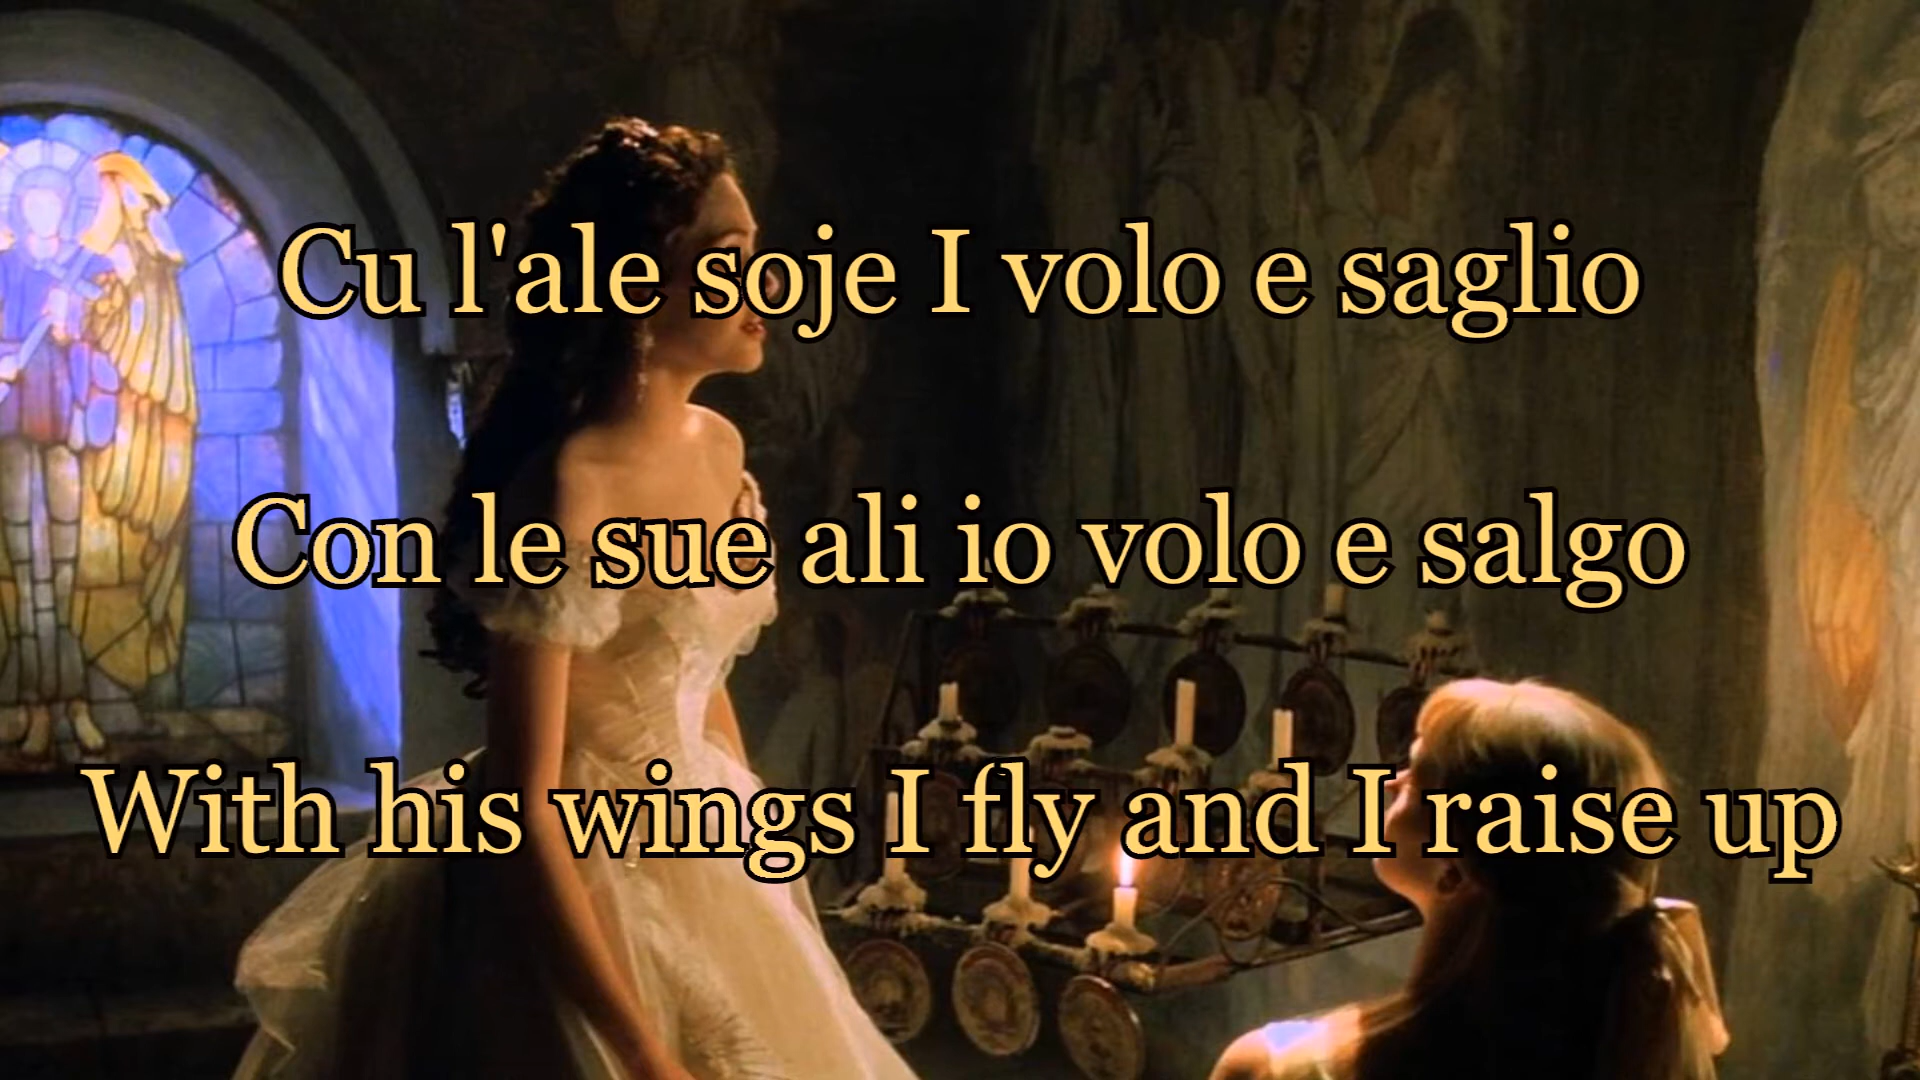 Cu l'ale soje I volo e saglio
Con le sue ali io volo e salgo
With his wings I fly and I raise up